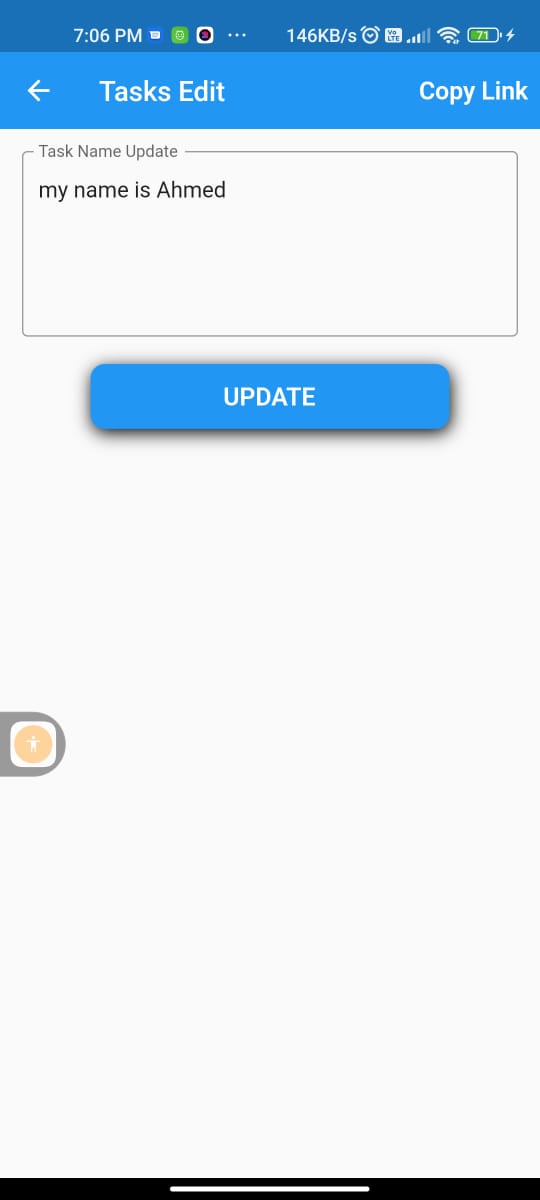 7:06 PM 146KB/s Vo LTE 71
Tasks Edit Copy Link
Task Name Update
my name is Ahmed
UPDATE